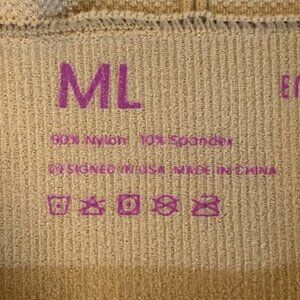 ML
90% Nylon 10% Spandex
DESIGNED IN USA MADE IN CHINA